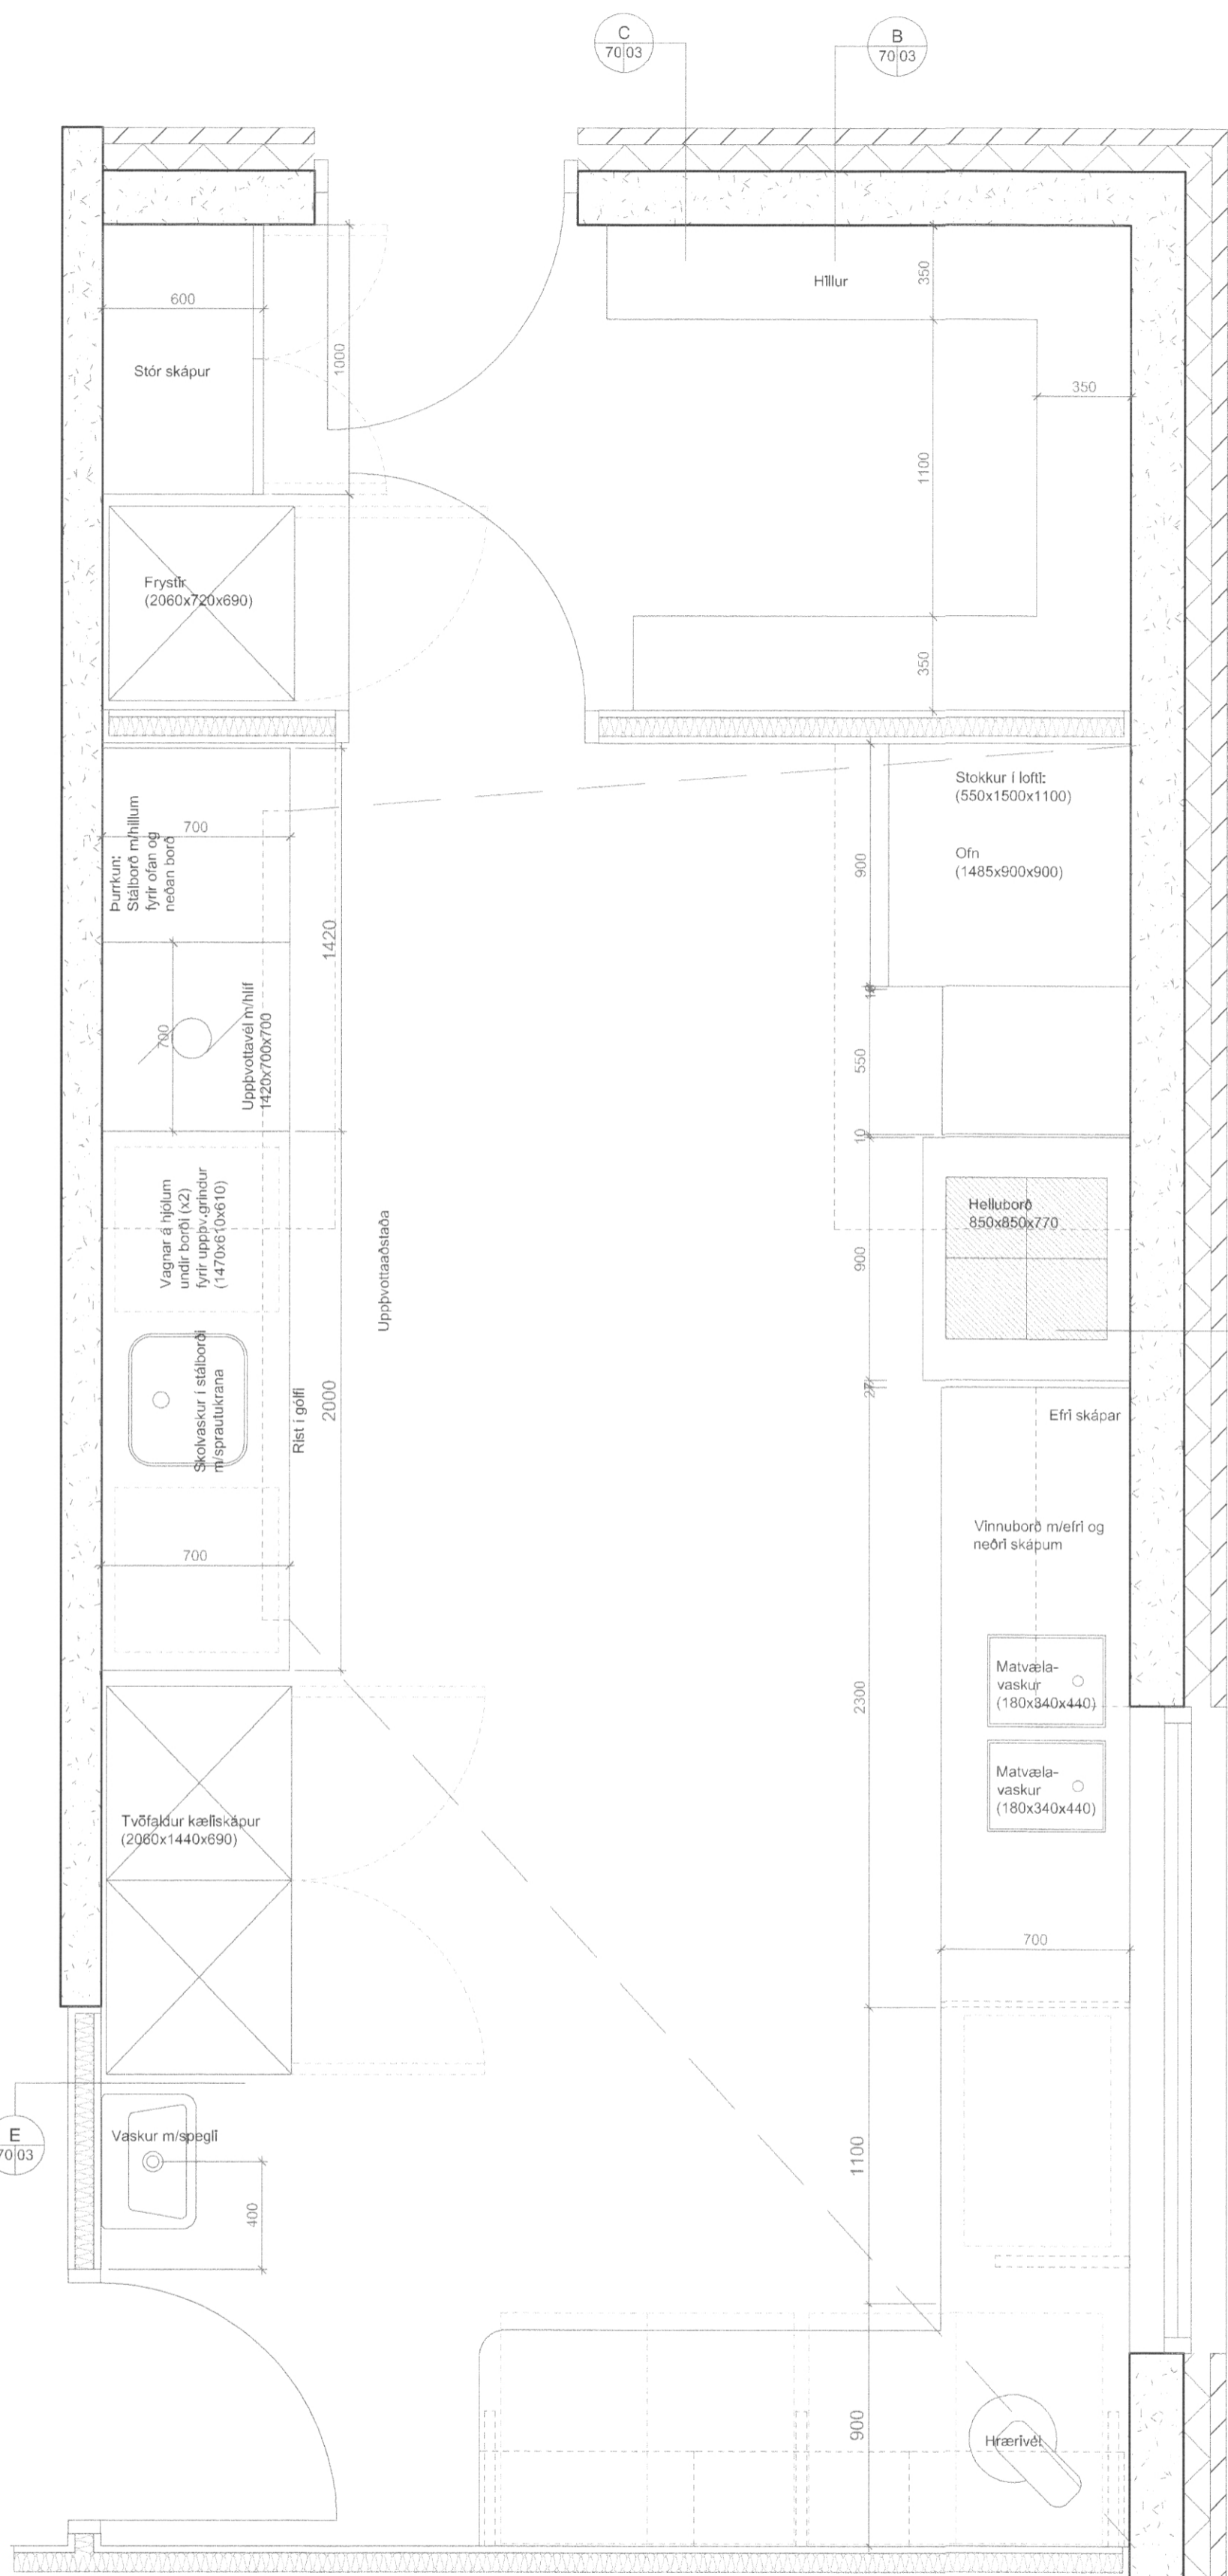 C
70 03
B
70 03
600
Stór skápur
1000
Hillur
350
1100
350
350
Frystir
(2060x720x690)
Þurrkun:
Stálborð m/hillum
fyrir ofan og
neðan borð
700
1420
700
Uppþvottavél m/hlíf
1420x700x700
Vagnar á hjólum
undir borði (x2)
fyrir uppþv.grindur
(1470x610x610)
Uppþvottaaðstaða
Skolvaskur í stálborði
m/sprautukrana
Rist í gólfi
2000
700
Stokkur í lofti:
(550x1500x1100)
Ofn
(1485x900x900)
900
550
10
Helluborð
850x850x770
900
27
Efri skápar
Vinnuborð m/efri og
neðri skápum
Matvæla-
vaskur
(180x340x440)
2300
Matvæla-
vaskur
(180x340x440)
Tvöfaldur kæliskápur
(2060x1440x690)
700
E
70 03
Vaskur m/spegli
400
1100
900
Hrærivél